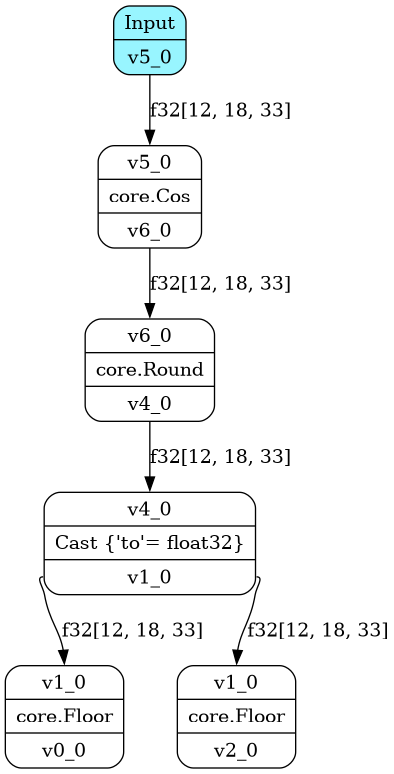 Input
v5_0
f32[12, 18, 33]
v5_0
core.Cos
v6_0
f32[12, 18, 33]
v6_0
core.Round
v4_0
f32[12, 18, 33]
v4_0
Cast {'to'= float32}
v1_0
f32[12, 18, 33]
f32[12, 18, 33]
v1_0
core.Floor
v0_0
v1_0
core.Floor
v2_0